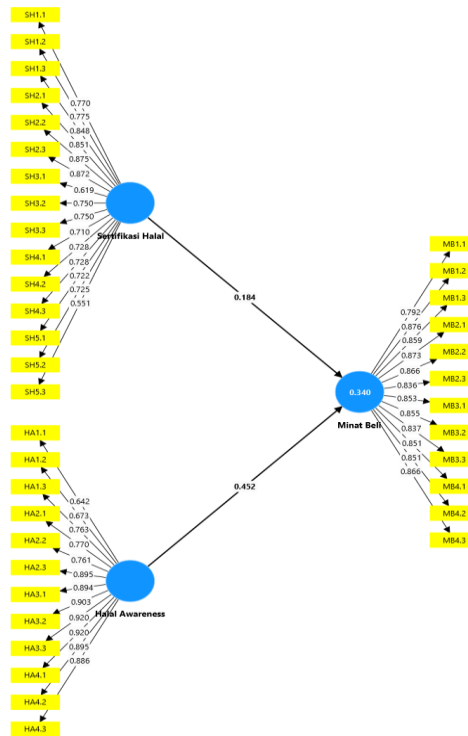 SH1.1
SH1.2
SH1.3
SH2.1
SH2.2
SH2.3
SH3.1
SH3.2
SH3.3
SH4.1
SH4.2
SH4.3
SH5.1
SH5.2
SH5.3
0.770
0.775
0.848
0.851
0.875
0.872
0.619
0.750
0.750
0.710
0.728
0.728
0.722
0.725
0.551
Sertifikasi Halal
0.184
HA1.1
HA1.2
HA1.3
HA2.1
HA2.2
HA2.3
HA3.1
HA3.2
HA3.3
HA4.1
HA4.2
HA4.3
0.642
0.673
0.763
0.770
0.761
0.895
0.894
0.903
0.920
0.920
0.895
0.886
Halal Awareness
0.452
0.340
Minat Beli
0.792
0.876
0.859
0.873
0.866
0.836
0.853
0.855
0.837
0.851
0.851
0.866
MB1.1
MB1.2
MB1.3
MB2.1
MB2.2
MB2.3
MB3.1
MB3.2
MB3.3
MB4.1
MB4.2
MB4.3